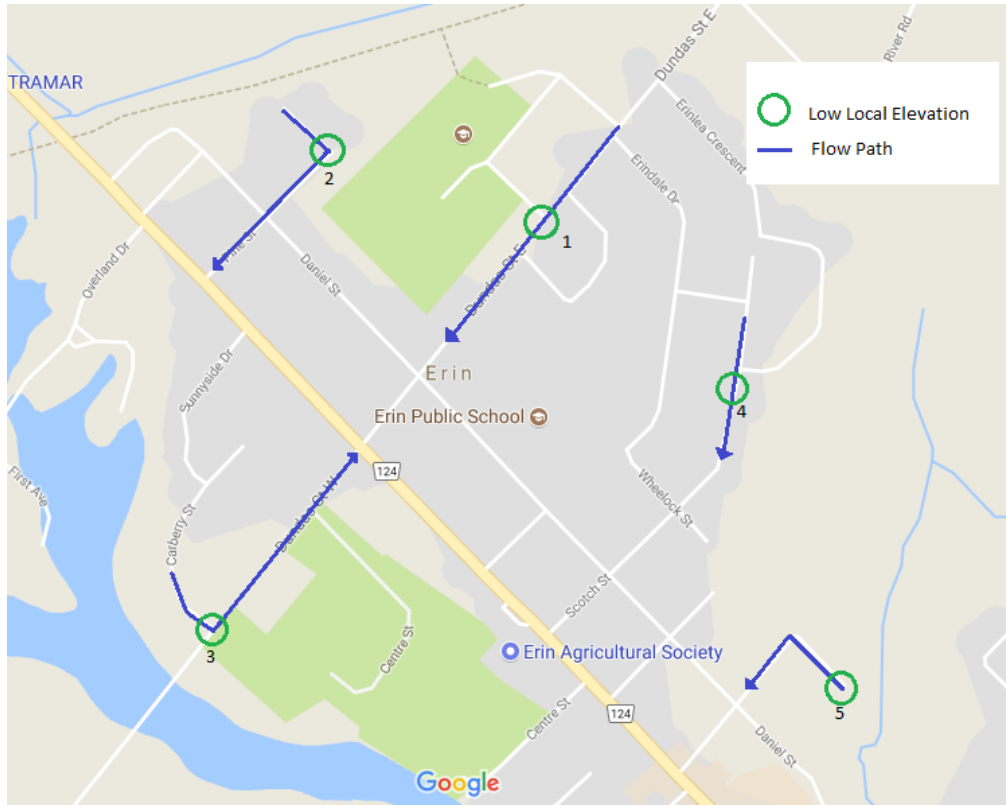 Dundas St E
River Rd
TRAMAR
Erinlea Crescent
Low Local Elevation
Flow Path
2
Erindale Dr
1
Pine St
Overland Dr
Daniel St
Dundas St E
Sunnyside Dr
Erin
4
Erin Public School
124
First Ave
Wheelock St
Dundas St W
Carberry St
Scotch St
3
Centre St
Erin Agricultural Society
5
124
Centre St
Daniel St
Google